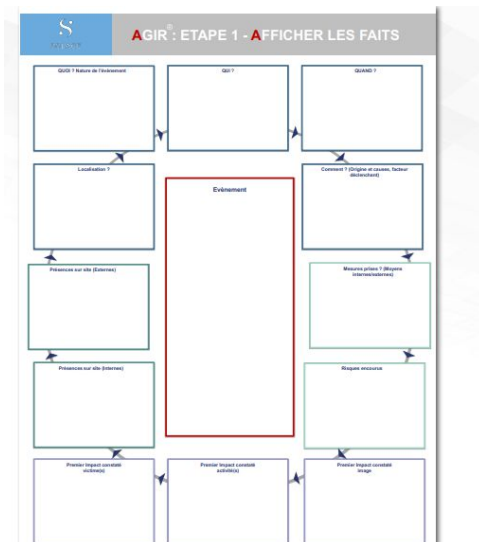 S
AGIR® : ETAPE 1 - AFFICHER LES FAITS
QUOI ? Nature de l'événement
QUI ?
QUAND ?
Localisation ?
Evénement
Comment ? (Origine et causes, facteur
déclenchant)
Présences sur site (Externes)
Mesures prises ? (Moyens
internes/externes)
Présences sur site (Internes)
Risques encourus
Premier Impact constaté
victime(s)
Premier Impact constaté
activité(s)
Premier Impact constaté
image